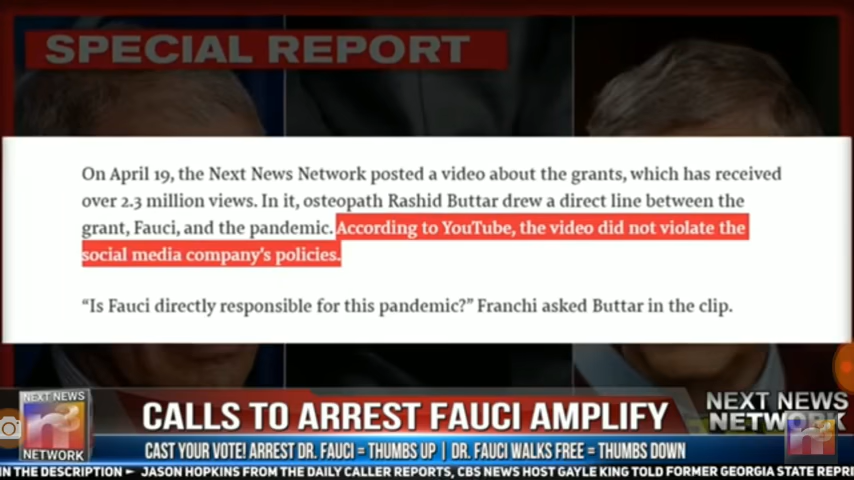 SPECIAL REPORT
On April 19, the Next News Network posted a video about the grants, which has received
over 2.3 million views. In it, osteopath Rashid Buttar drew a direct line between the
grant, Fauci, and the pandemic. According to YouTube, the video did not violate the
social media company's policies.
“Is Fauci directly responsible for this pandemic?” Franchi asked Buttar in the clip.
NEXT NEWS
NETWORK
CALLS TO ARREST FAUCI AMPLIFY
CAST YOUR VOTE! ARREST DR. FAUCI = THUMBS UP | DR. FAUCI WALKS FREE = THUMBS DOWN
NEXT NEWS
NETWORK
IN THE DESCRIPTION ► JASON HOPKINS FROM THE DAILY CALLER REPORTS, CBS NEWS HOST GAYLE KING TOLD FORMER GEORGIA STATE REPR